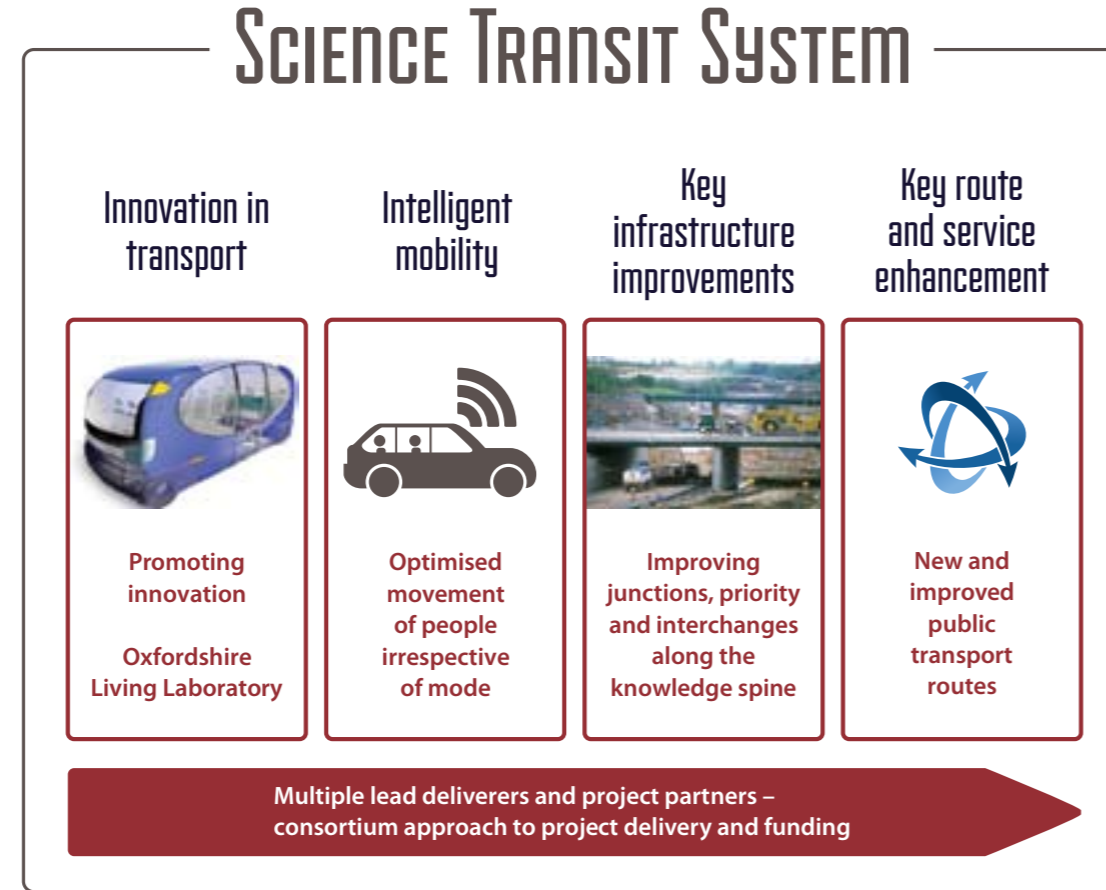 Science Transit System
Innovation in
transport
Intelligent
mobility
Key
infrastructure
improvements
Key route
and service
enhancement
Promoting
innovation
Oxfordshire
Living Laboratory
Optimised
movement
of people
irrespective
of mode
Improving
junctions, priority
and interchanges
along the
knowledge spine
New and
improved
public
transport
routes
Multiple lead deliverers and project partners –
consortium approach to project delivery and funding